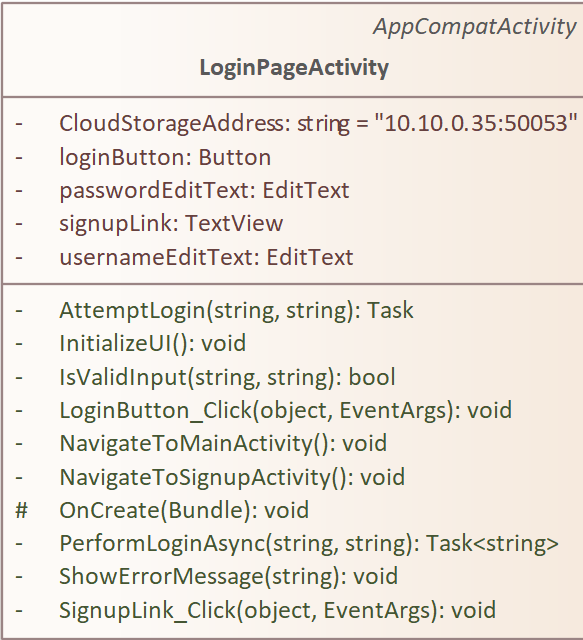 AppCompatActivity
LoginPageActivity
- CloudStorageAddress: string = "10.10.0.35:50053"
- loginButton: Button
- passwordEditText: EditText
- signupLink: TextView
- usernameEditText: EditText
- AttemptLogin(string, string): Task
- InitializeUI(): void
- IsValidInput(string, string): bool
- LoginButton_Click(object, EventArgs): void
- NavigateToMainActivity(): void
- NavigateToSignupActivity(): void
# OnCreate(Bundle): void
- PerformLoginAsync(string, string): Task<string>
- ShowErrorMessage(string): void
- SignupLink_Click(object, EventArgs): void